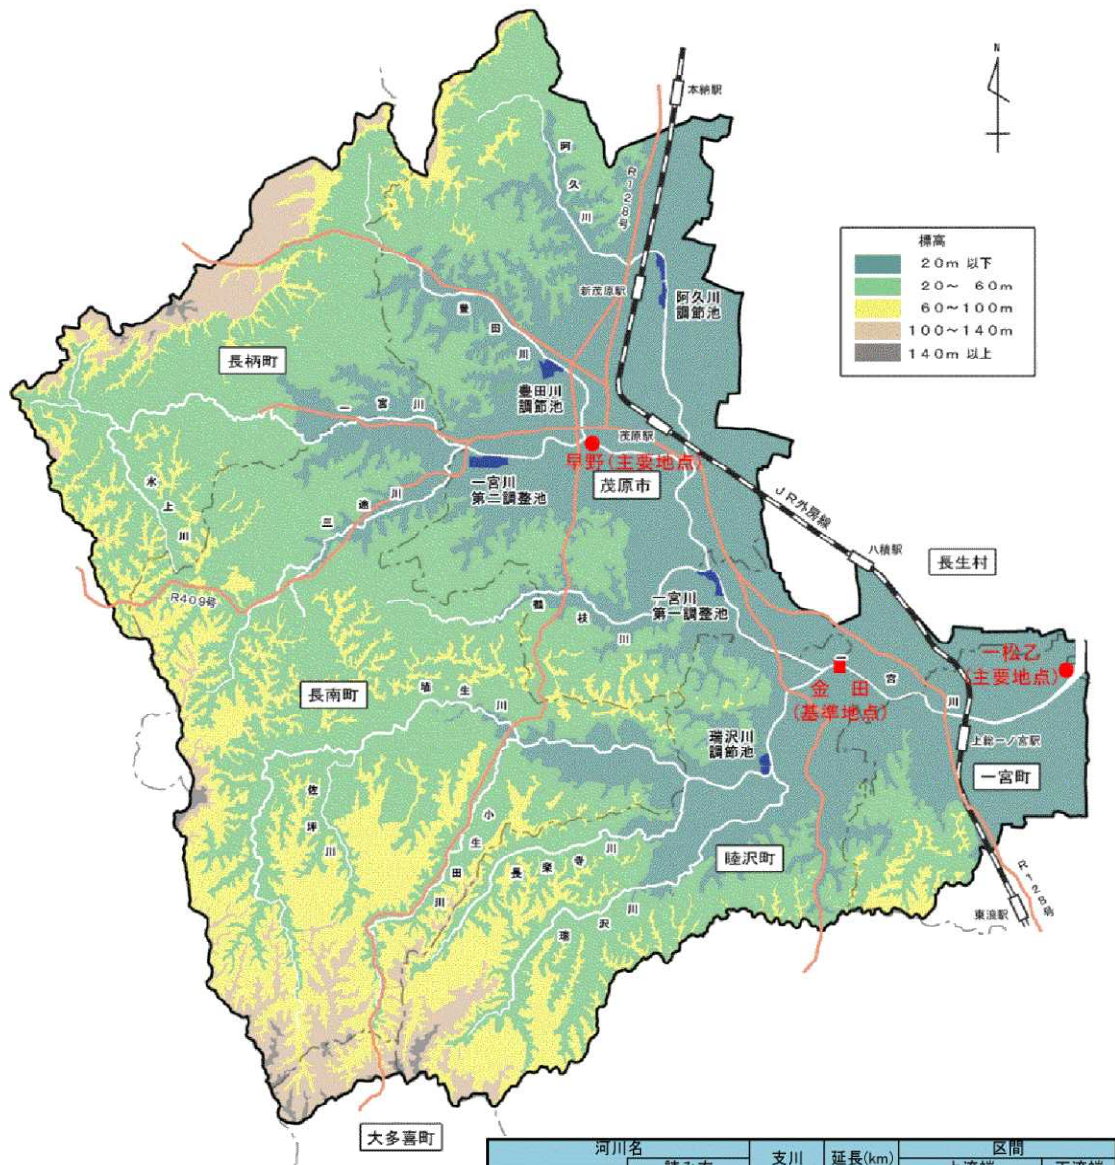 N
本納駅
阿久川
R128号
標高
20m 以下
20～ 60m
60～100m
100～140m
140m 以上
新茂原駅
阿久川
調節池
豊田川
長柄町
豊田川
調節池
一宮川
茂原駅
早野(主要地点)
茂原市
一宮川
第二調整池
水上川
三途川
JR外房線
八積駅
長生村
R409号
一宮川
第一調整池
鶴枝川
一松乙
(主要地点)
一宮川
金田
(基準地点)
長南町
埴生川
瑞沢川
調節池
上総一ノ宮駅
一宮町
佐坪川
小生田川
長楽寺川
睦沢町
瑞沢川
R128号
東浪駅
大多喜町
河川名
支川
延長(km)
区間
読み方
上流端
下流端